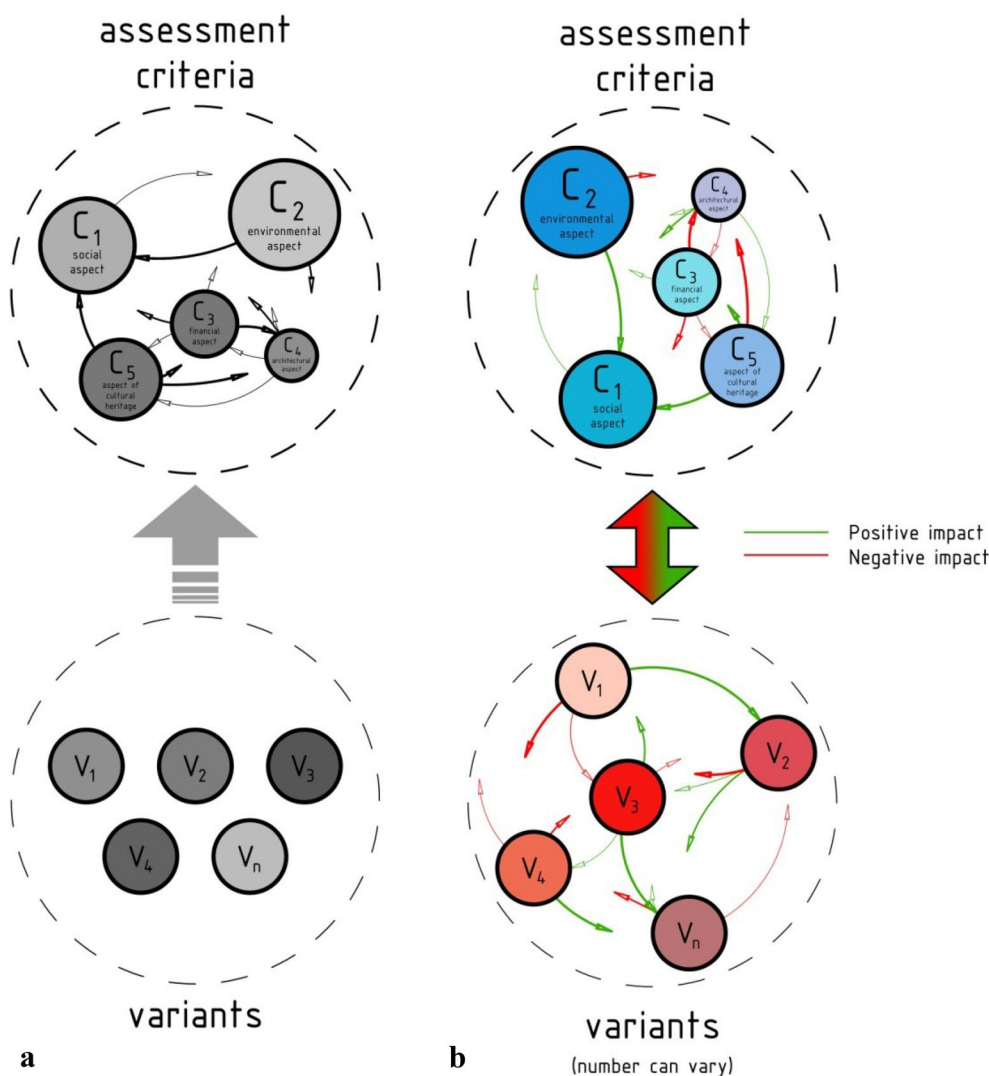 assessment
criteria
C1
social
aspect
C2
environmental
aspect
C3
financial
aspect
C4
architectural
aspect
C5
aspect of
cultural
heritage
V1
V2
V3
V4
Vn
variants
a
assessment
criteria
C2
environmental
aspect
C4
architectural
aspect
C3
financial
aspect
C5
aspect of
cultural
heritage
C1
social
aspect
Positive impact
Negative impact
V1
V2
V3
V4
Vn
variants
(number can vary)
b